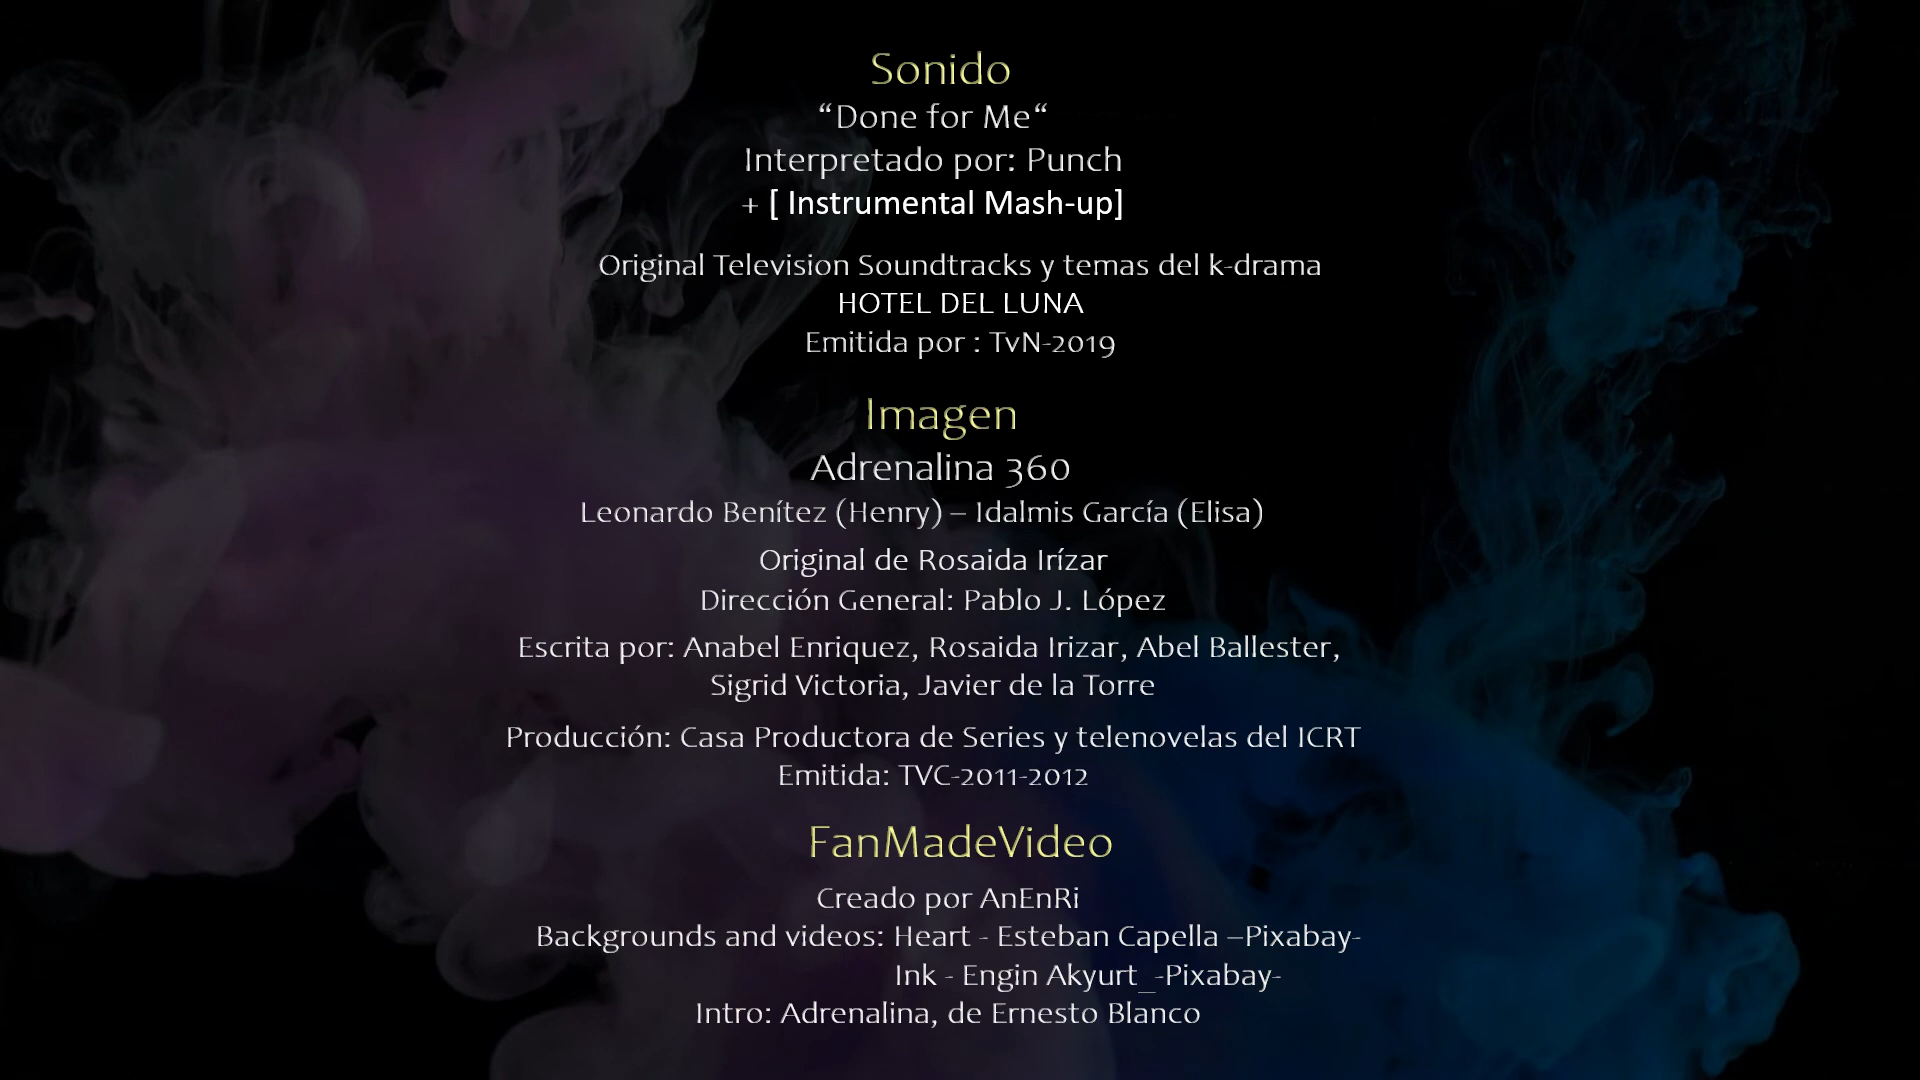 Sonido
“Done for Me“
Interpretado por: Punch
+ [ Instrumental Mash-up]
Original Television Soundtracks y temas del k-drama
HOTEL DEL LUNA
Emitida por : TvN-2019
Imagen
Adrenalina 360
Leonardo Benítez (Henry) – Idalmis García (Elisa)
Original de Rosaida Irízar
Dirección General: Pablo J. López
Escrita por: Anabel Enriquez, Rosaida Irizar, Abel Ballester,
Sigrid Victoria, Javier de la Torre
Producción: Casa Productora de Series y telenovelas del ICRT
Emitida: TVC-2011-2012
FanMadeVideo
Creado por AnEnRi
Backgrounds and videos: Heart - Esteban Capella –Pixabay-
Ink - Engin Akyurt_-Pixabay-
Intro: Adrenalina, de Ernesto Blanco